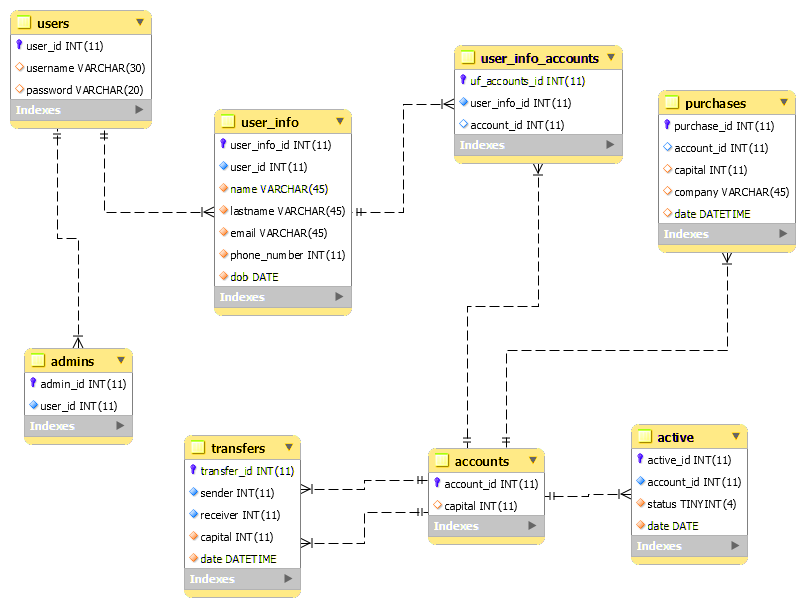 users
user_id INT(11)
username VARCHAR(30)
password VARCHAR(20)
Indexes
user_info
user_info_id INT(11)
user_id INT(11)
name VARCHAR(45)
lastname VARCHAR(45)
email VARCHAR(45)
phone_number INT(11)
dob DATE
Indexes
user_info_accounts
uf_accounts_id INT(11)
user_info_id INT(11)
account_id INT(11)
Indexes
purchases
purchase_id INT(11)
account_id INT(11)
capital INT(11)
company VARCHAR(45)
date DATETIME
Indexes
admins
admin_id INT(11)
user_id INT(11)
Indexes
transfers
transfer_id INT(11)
sender INT(11)
receiver INT(11)
capital INT(11)
date DATETIME
Indexes
accounts
account_id INT(11)
capital INT(11)
Indexes
active
active_id INT(11)
account_id INT(11)
status TINYINT(4)
date DATE
Indexes